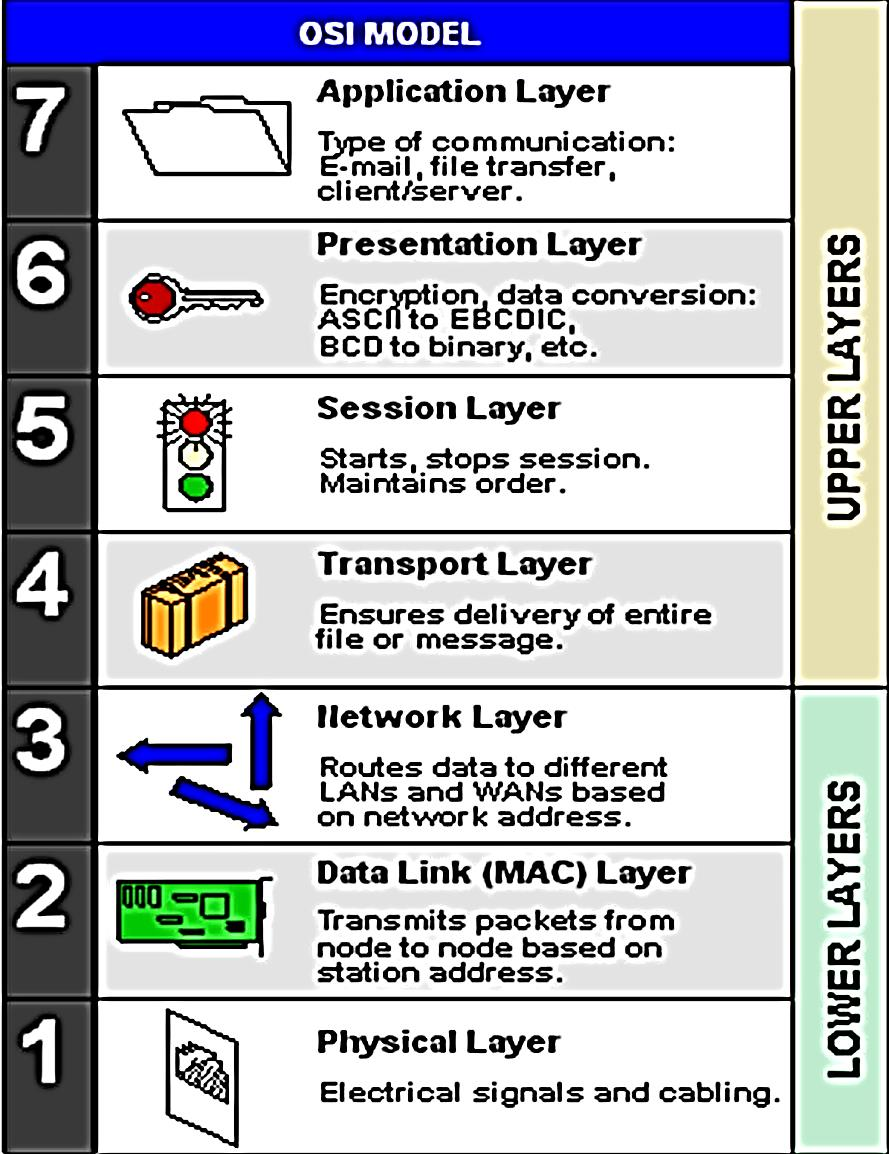 OSI MODEL
7
Application Layer
Type of communication:
E-mail, file transfer,
client/server.
6
Presentation Layer
Encryption, data conversion:
ASCII to EBCDIC,
BCD to binary, etc.
5
Session Layer
Starts, stops session.
Maintains order.
4
Transport Layer
Ensures delivery of entire
file or message.
UPPER LAYERS
3
Network Layer
Routes data to different
LANs and WANs based
on network address.
2
Data Link (MAC) Layer
Transmits packets from
node to node based on
station address.
1
Physical Layer
Electrical signals and cabling.
LOWER LAYERS